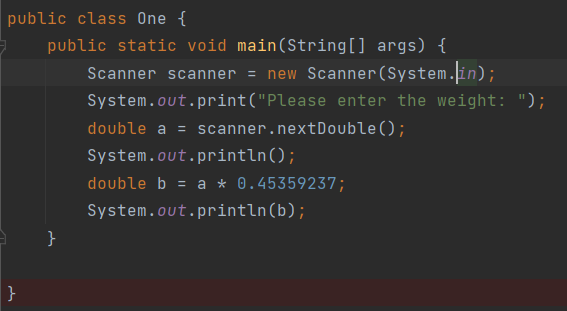 public class One {
    public static void main(String[] args) {
        Scanner scanner = new Scanner(System.in);
        System.out.print("Please enter the weight: ");
        double a = scanner.nextDouble();
        System.out.println();
        double b = a * 0.45359237;
        System.out.println(b);
    }
}